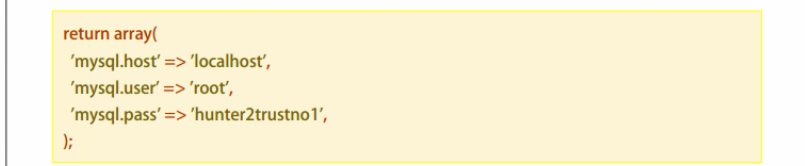 return array(
'mysql.host' => 'localhost',
'mysql.user' => 'root',
'mysql.pass' => 'hunter2trustno1',
);